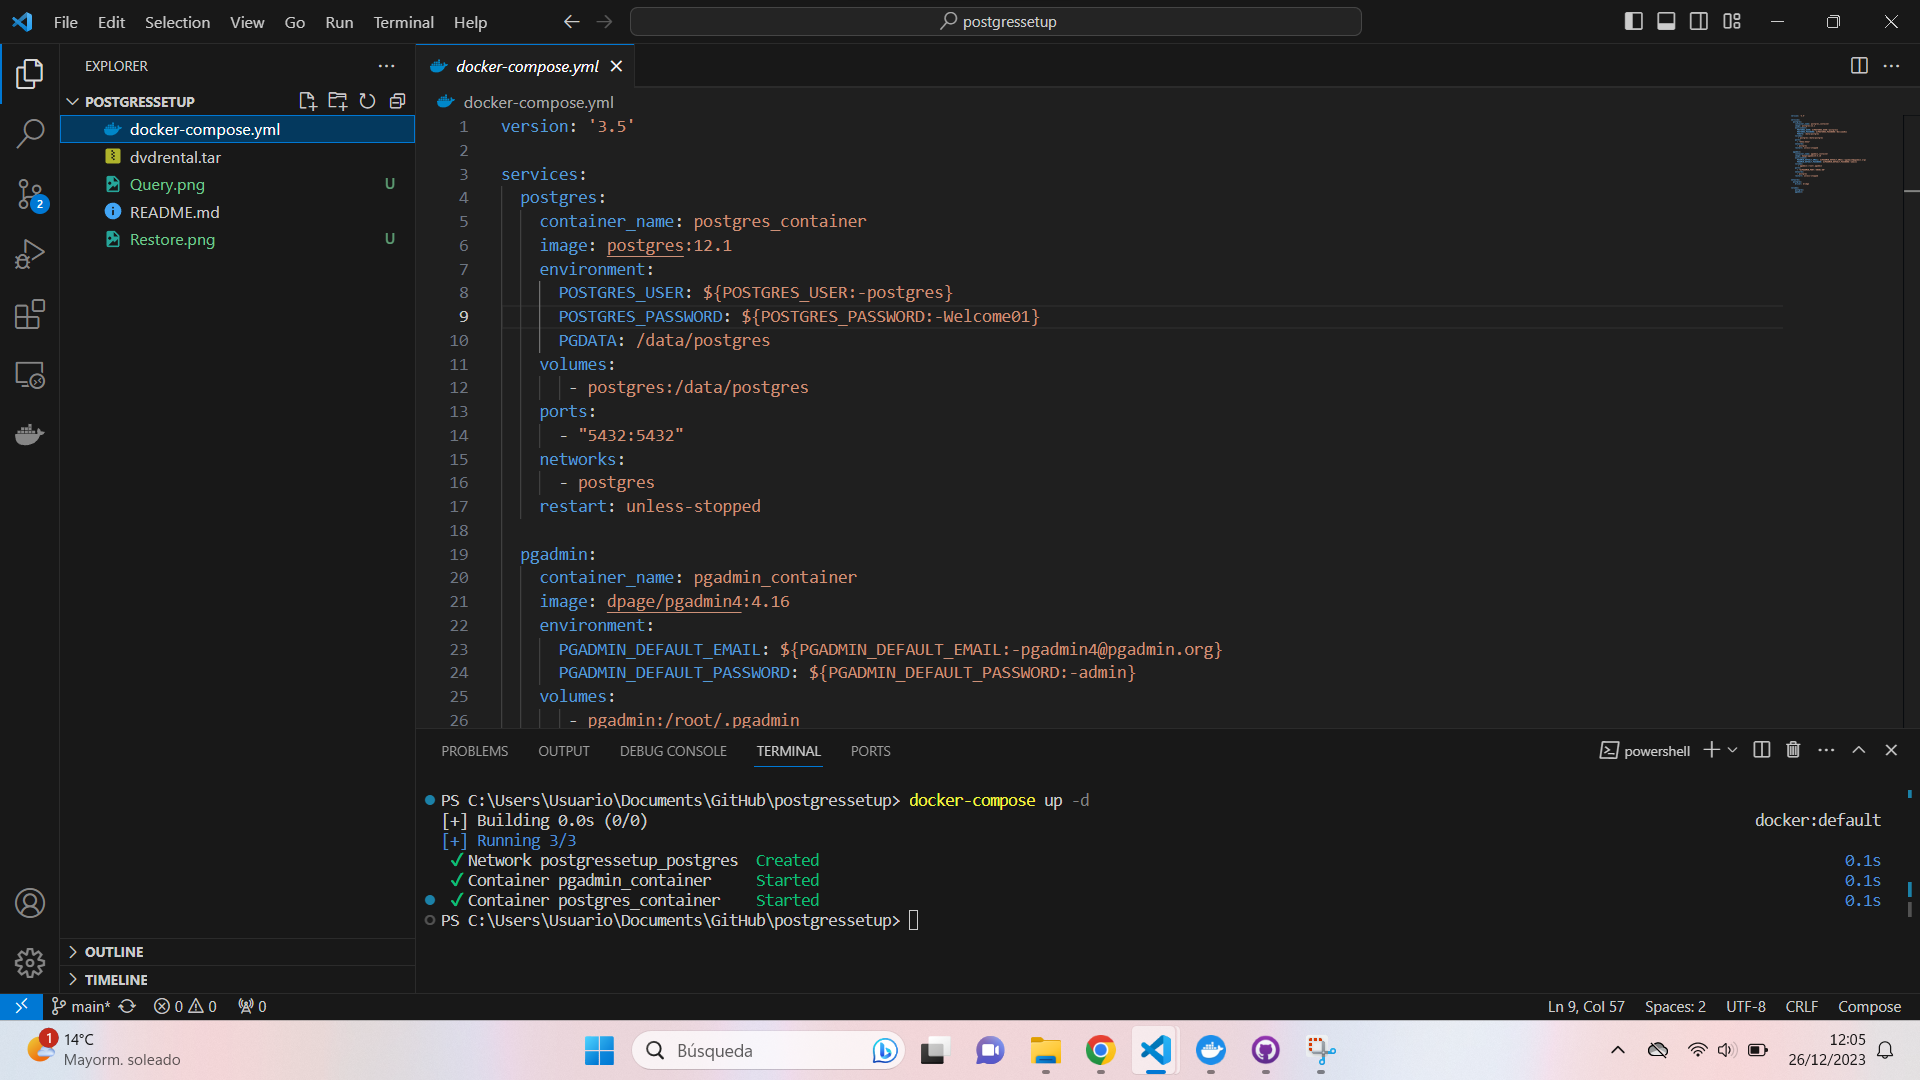 File Edit Selection View Go Run Terminal Help
postgressetup
EXPLORER
POSTGRESSETUP
docker-compose.yml
dvdrental.tar
Query.png U
README.md
Restore.png U
2
OUTLINE
TIMELINE
docker-compose.yml
docker-compose.yml
1 version: '3.5'
2
3 services:
4 postgres:
5 container_name: postgres_container
6 image: postgres:12.1
7 environment:
8 POSTGRES_USER: ${POSTGRES_USER:-postgres}
9 POSTGRES_PASSWORD: ${POSTGRES_PASSWORD:-Welcome01}
10 PGDATA: /data/postgres
11 volumes:
12 - postgres:/data/postgres
13 ports:
14 - "5432:5432"
15 networks:
16 - postgres
17 restart: unless-stopped
18
19 pgadmin:
20 container_name: pgadmin_container
21 image: dpage/pgadmin4:4.16
22 environment:
23 PGADMIN_DEFAULT_EMAIL: ${PGADMIN_DEFAULT_EMAIL:-pgadmin4@pgadmin.org}
24 PGADMIN_DEFAULT_PASSWORD: ${PGADMIN_DEFAULT_PASSWORD:-admin}
25 volumes:
26 - pgadmin:/root/.pgadmin
PROBLEMS OUTPUT DEBUG CONSOLE TERMINAL PORTS
powershell
PS C:\Users\Usuario\Documents\GitHub\postgressetup> docker-compose up -d
[+] Building 0.0s (0/0) docker:default
[+] Running 3/3
✓Network postgressetup_postgres Created 0.1s
✓Container pgadmin_container Started 0.1s
✓Container postgres_container Started 0.1s
PS C:\Users\Usuario\Documents\GitHub\postgressetup>
main* 0 0 0
Ln 9, Col 57 Spaces: 2 UTF-8 CRLF Compose
1
14°C
Mayorm. soleado
Búsqueda
12:05
26/12/2023